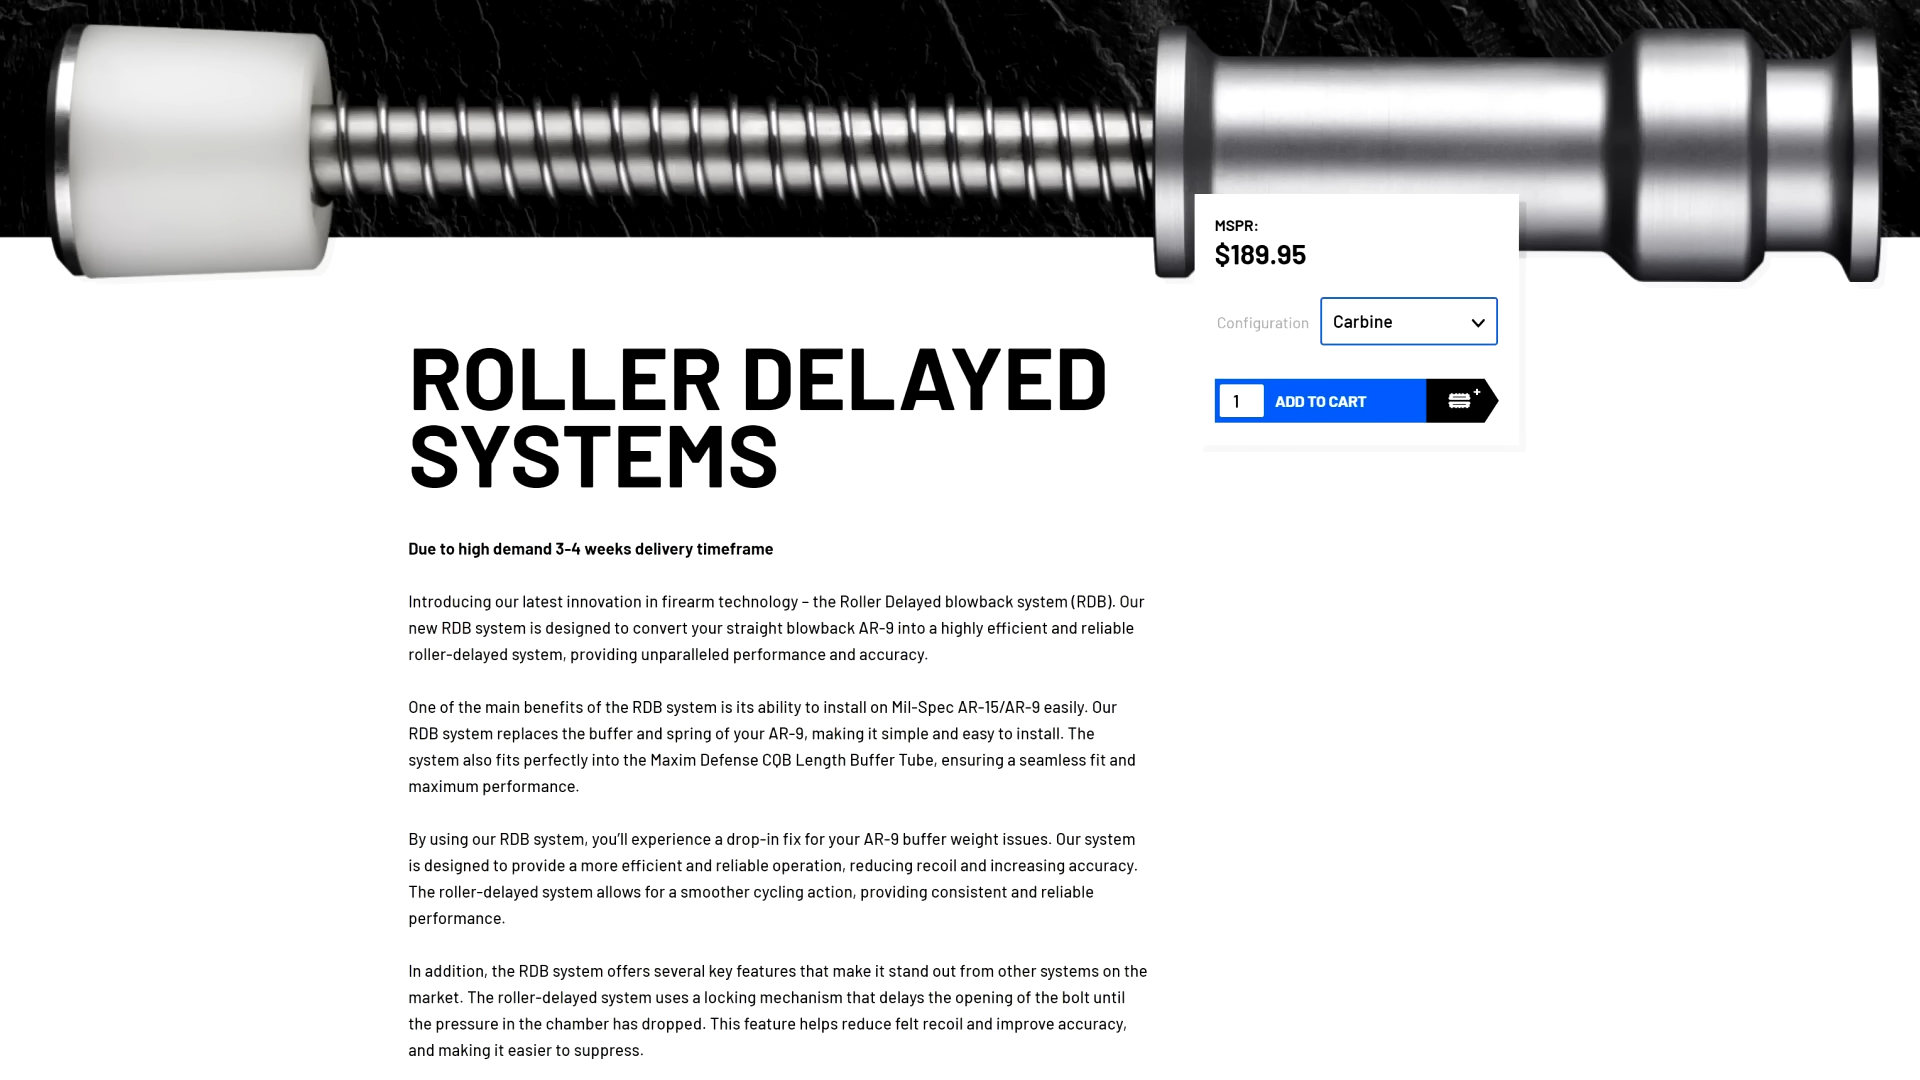 MSPR:
$189.95
Configuration
Carbine
1
ADD TO CART
ROLLER DELAYED
SYSTEMS
Due to high demand 3-4 weeks delivery timeframe
Introducing our latest innovation in firearm technology – the Roller Delayed blowback system (RDB). Our
new RDB system is designed to convert your straight blowback AR-9 into a highly efficient and reliable
roller-delayed system, providing unparalleled performance and accuracy.
One of the main benefits of the RDB system is its ability to install on Mil-Spec AR-15/AR-9 easily. Our
RDB system replaces the buffer and spring of your AR-9, making it simple and easy to install. The
system also fits perfectly into the Maxim Defense CQB Length Buffer Tube, ensuring a seamless fit and
maximum performance.
By using our RDB system, you’ll experience a drop-in fix for your AR-9 buffer weight issues. Our system
is designed to provide a more efficient and reliable operation, reducing recoil and increasing accuracy.
The roller-delayed system allows for a smoother cycling action, providing consistent and reliable
performance.
In addition, the RDB system offers several key features that make it stand out from other systems on the
market. The roller-delayed system uses a locking mechanism that delays the opening of the bolt until
the pressure in the chamber has dropped. This feature helps reduce felt recoil and improve accuracy,
and making it easier to suppress.